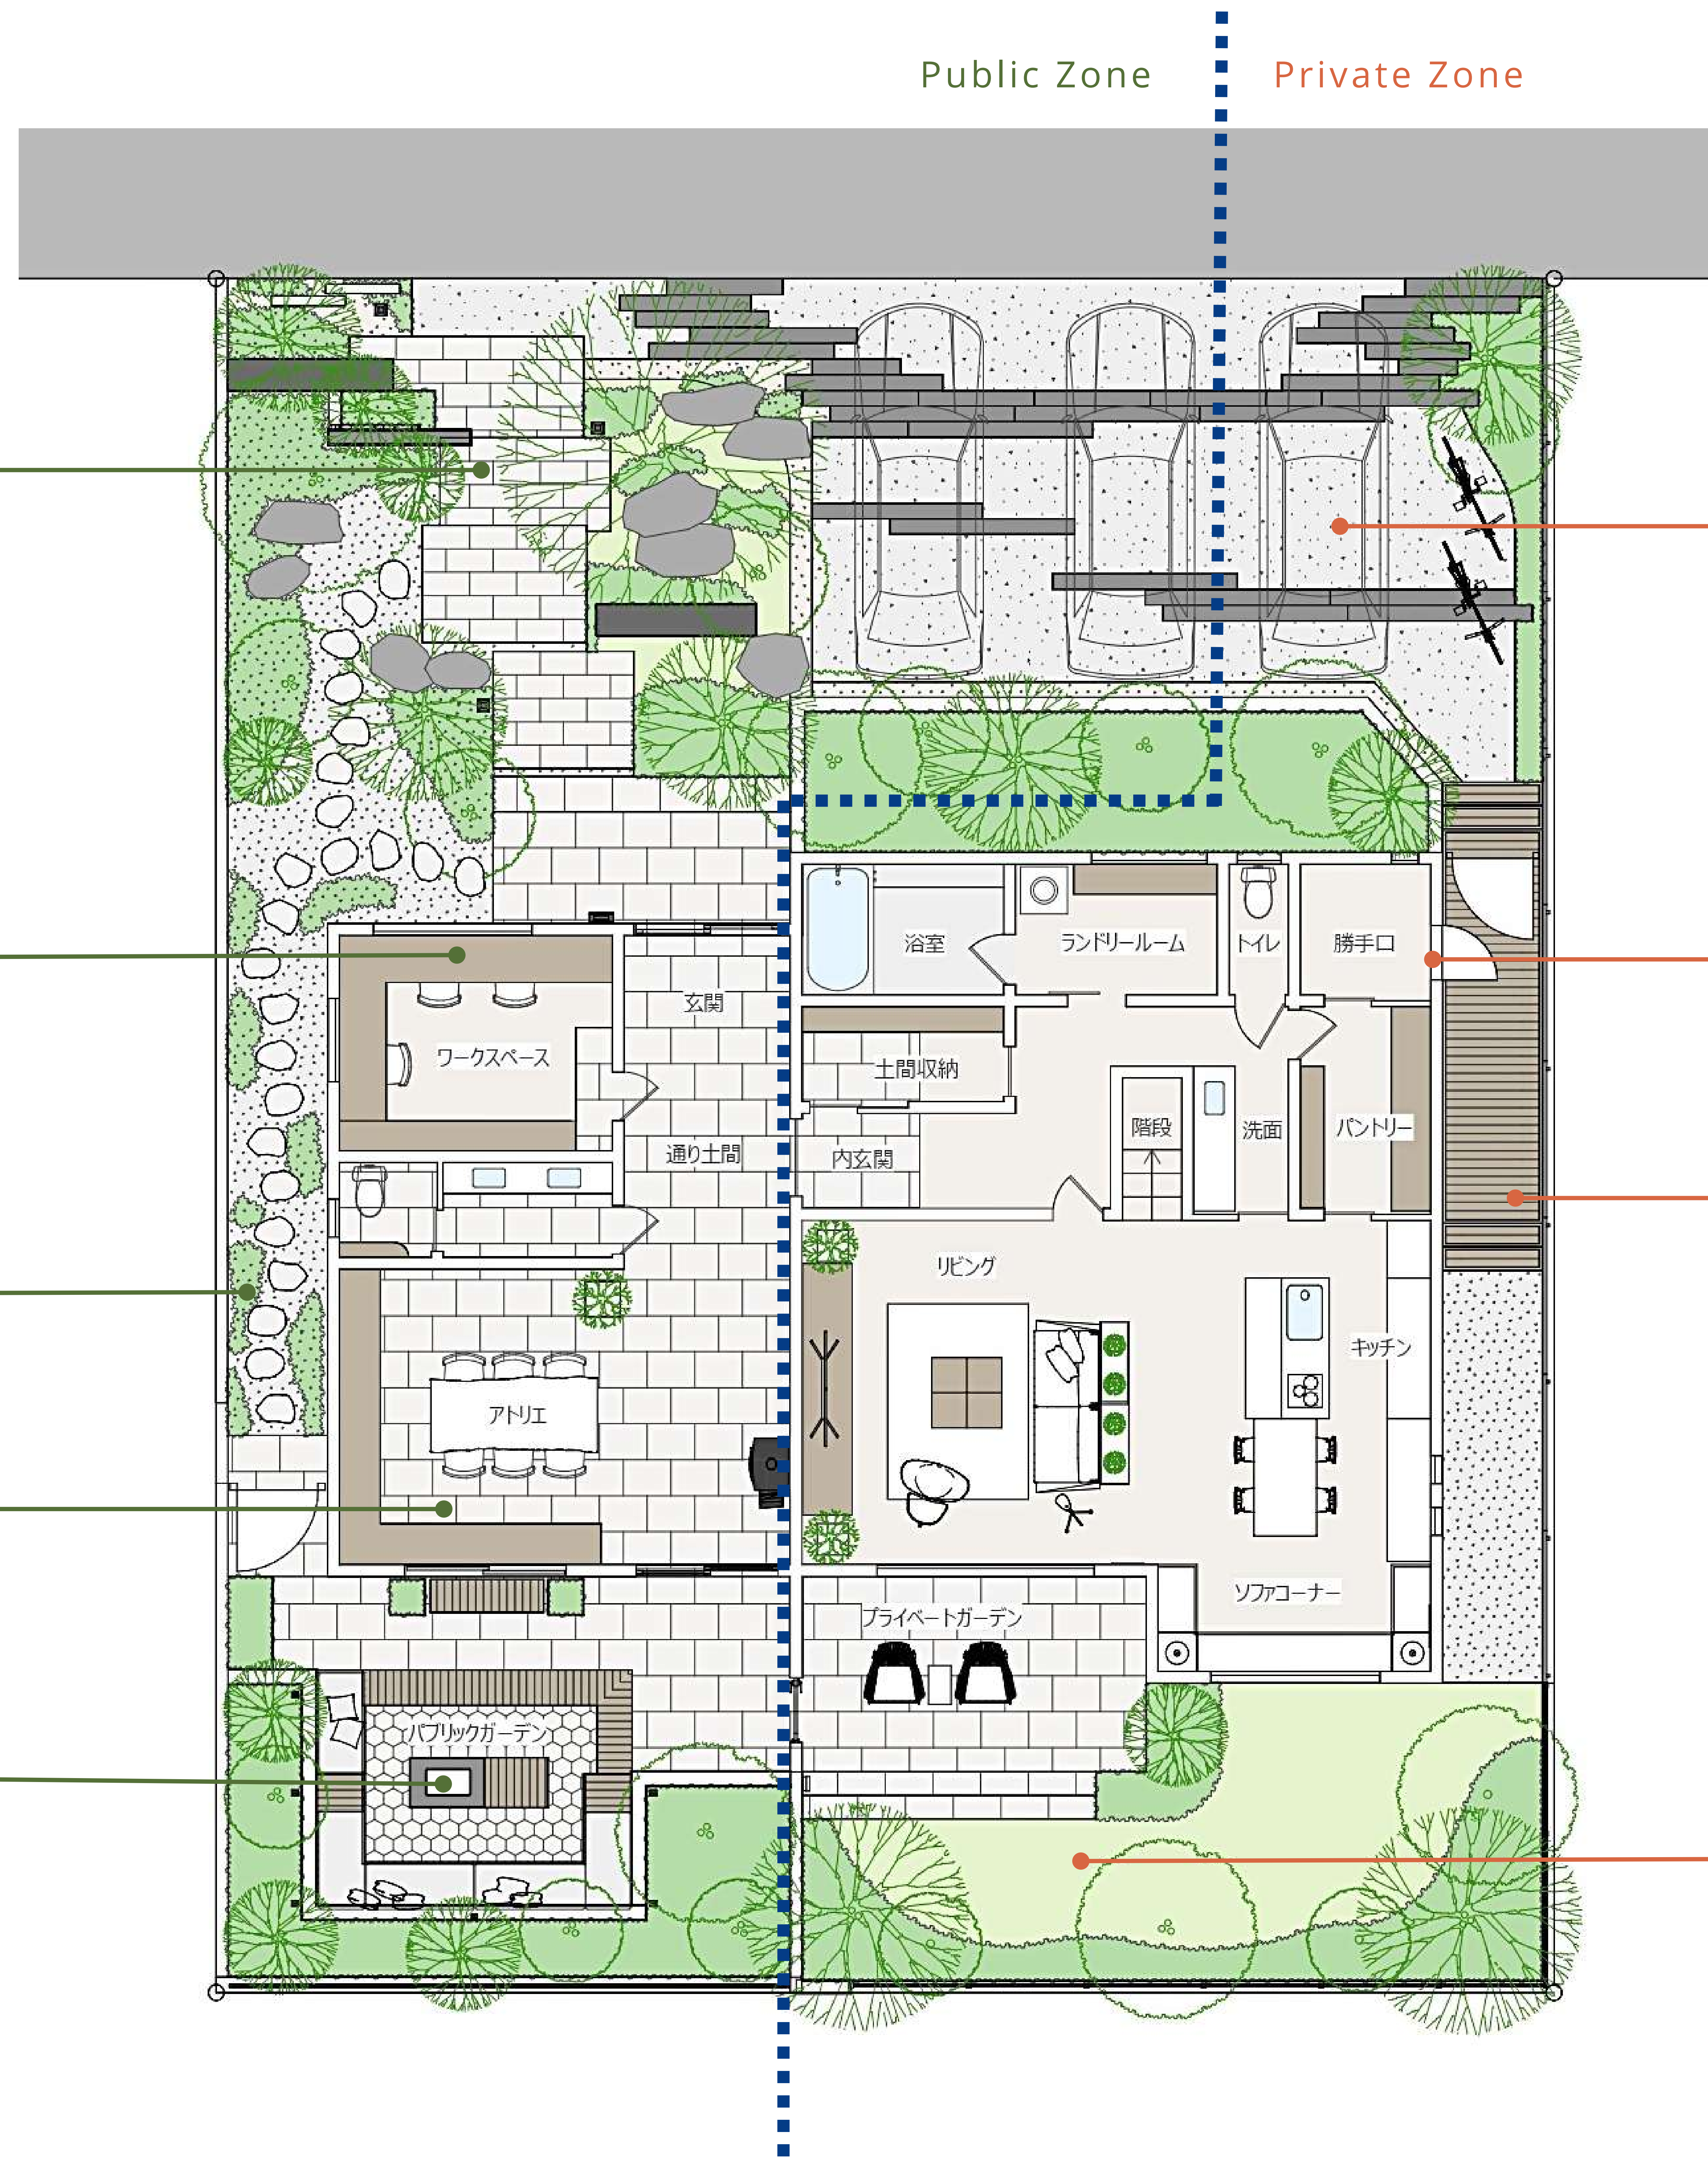 Public Zone
Private Zone
浴室
ランドリールーム
トイレ
勝手口
玄関
ワークスペース
土間収納
階段
洗面
パントリー
通り土間
内玄関
リビング
キッチン
アトリエ
ソファコーナー
プライベートガーデン
パブリックガーデン